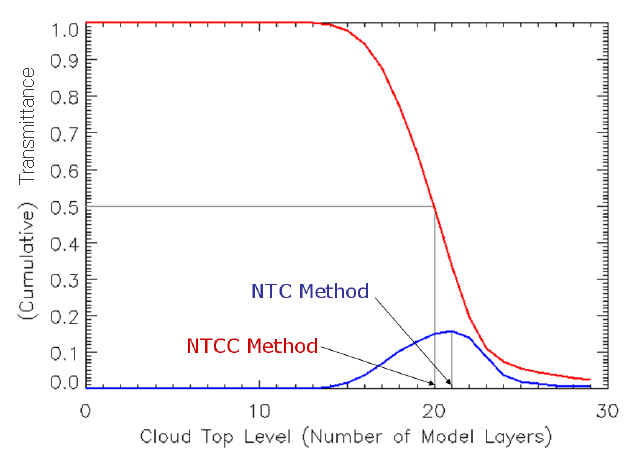 1.0
0.9
0.8
0.7
0.6
0.5
0.4
0.3
0.2
0.1
0.0
(Cumulative) Transmittance
NTC Method
NTCC Method
0 10 20 30
Cloud Top Level (Number of Model Layers)